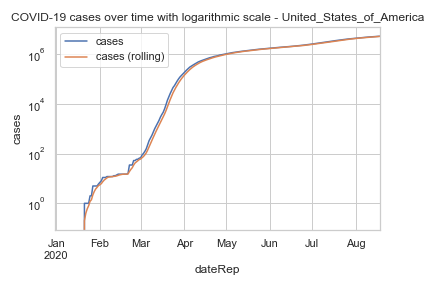 COVID-19 cases over time with logarithmic scale - United_States_of_America
cases
cases (rolling)
10^6
10^4
10^2
10^0
cases
Jan Feb Mar Apr May Jun Jul Aug
2020
dateRep